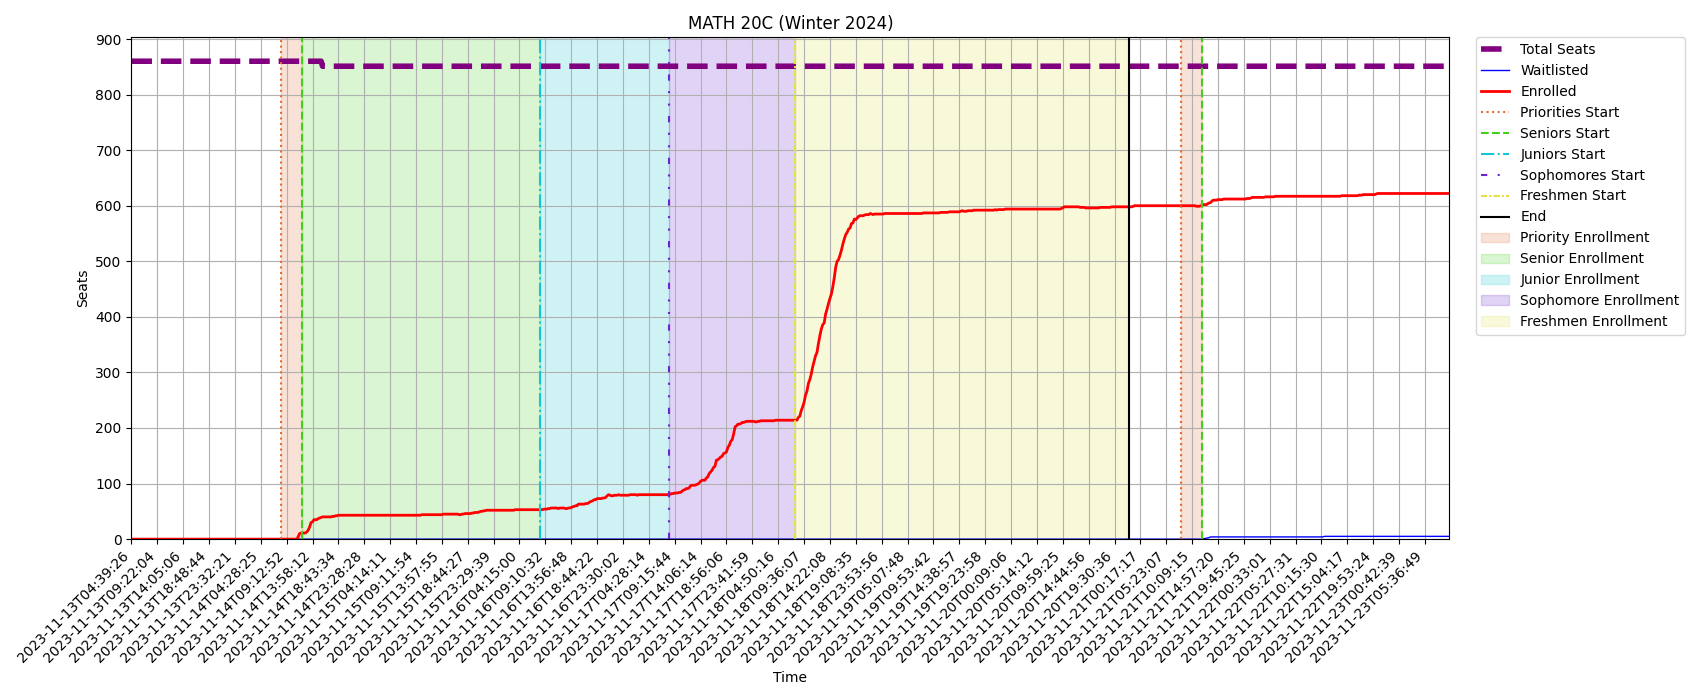 MATH 20C (Winter 2024)
900
800
700
600
500
400
300
200
100
0
Seats
2023-11-13T04:39:26
2023-11-13T09:22:04
2023-11-13T14:05:06
2023-11-13T18:48:44
2023-11-13T23:32:21
2023-11-14T04:28:25
2023-11-14T09:12:52
2023-11-14T13:58:12
2023-11-14T18:43:34
2023-11-14T23:28:28
2023-11-15T04:14:11
2023-11-15T09:11:54
2023-11-15T13:57:55
2023-11-15T18:44:27
2023-11-15T23:29:39
2023-11-16T04:15:00
2023-11-16T09:10:32
2023-11-16T13:56:48
2023-11-16T18:44:22
2023-11-16T23:30:02
2023-11-17T04:28:14
2023-11-17T09:15:44
2023-11-17T14:06:14
2023-11-17T18:56:06
2023-11-17T23:41:59
2023-11-18T04:50:16
2023-11-18T09:36:07
2023-11-18T14:22:08
2023-11-18T19:08:35
2023-11-18T23:53:56
2023-11-19T05:07:48
2023-11-19T09:53:42
2023-11-19T14:38:57
2023-11-19T19:23:58
2023-11-20T00:09:06
2023-11-20T05:14:12
2023-11-20T09:59:25
2023-11-20T14:44:56
2023-11-20T19:30:36
2023-11-21T00:17:17
2023-11-21T05:23:07
2023-11-21T10:09:15
2023-11-21T14:57:20
2023-11-21T19:45:25
2023-11-22T00:33:01
2023-11-22T05:27:31
2023-11-22T10:15:30
2023-11-22T15:04:17
2023-11-22T19:53:24
2023-11-23T00:42:39
2023-11-23T05:36:49
Time
Total Seats
Waitlisted
Enrolled
Priorities Start
Seniors Start
Juniors Start
Sophomores Start
Freshmen Start
End
Priority Enrollment
Senior Enrollment
Junior Enrollment
Sophomore Enrollment
Freshmen Enrollment